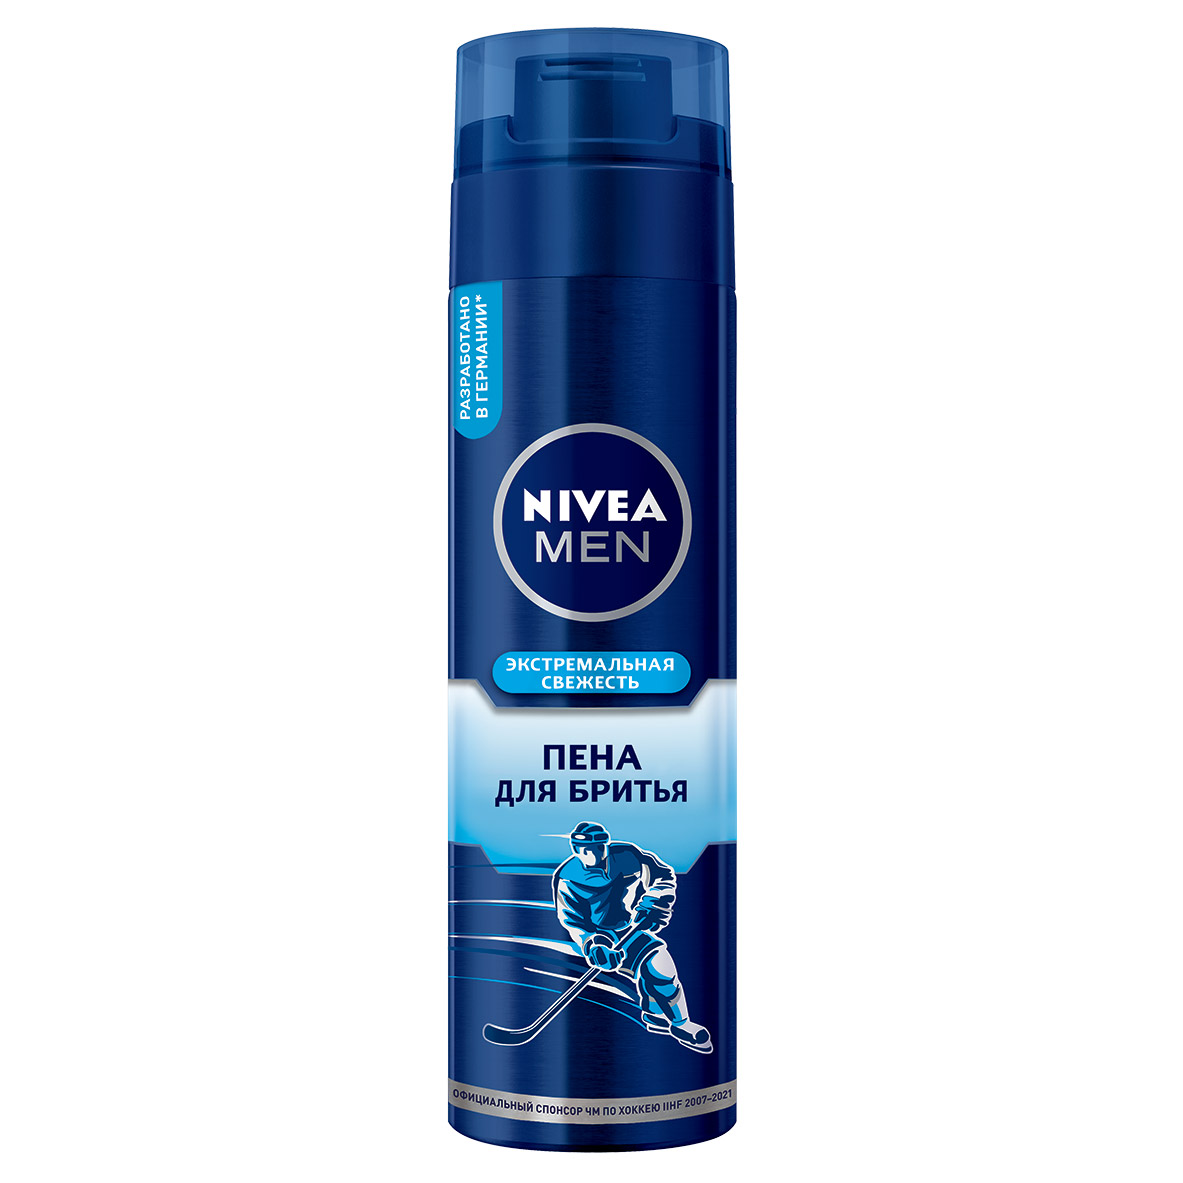 РАЗРАБОТАНО
В ГЕРМАНИИ*
NIVEA
MEN
ЭКСТРЕМАЛЬНАЯ
СВЕЖЕСТЬ
ПЕНА
ДЛЯ БРИТЬЯ
ОФИЦИАЛЬНЫЙ СПОНСОР ЧМ ПО ХОККЕЮ IIHF 2007–2021